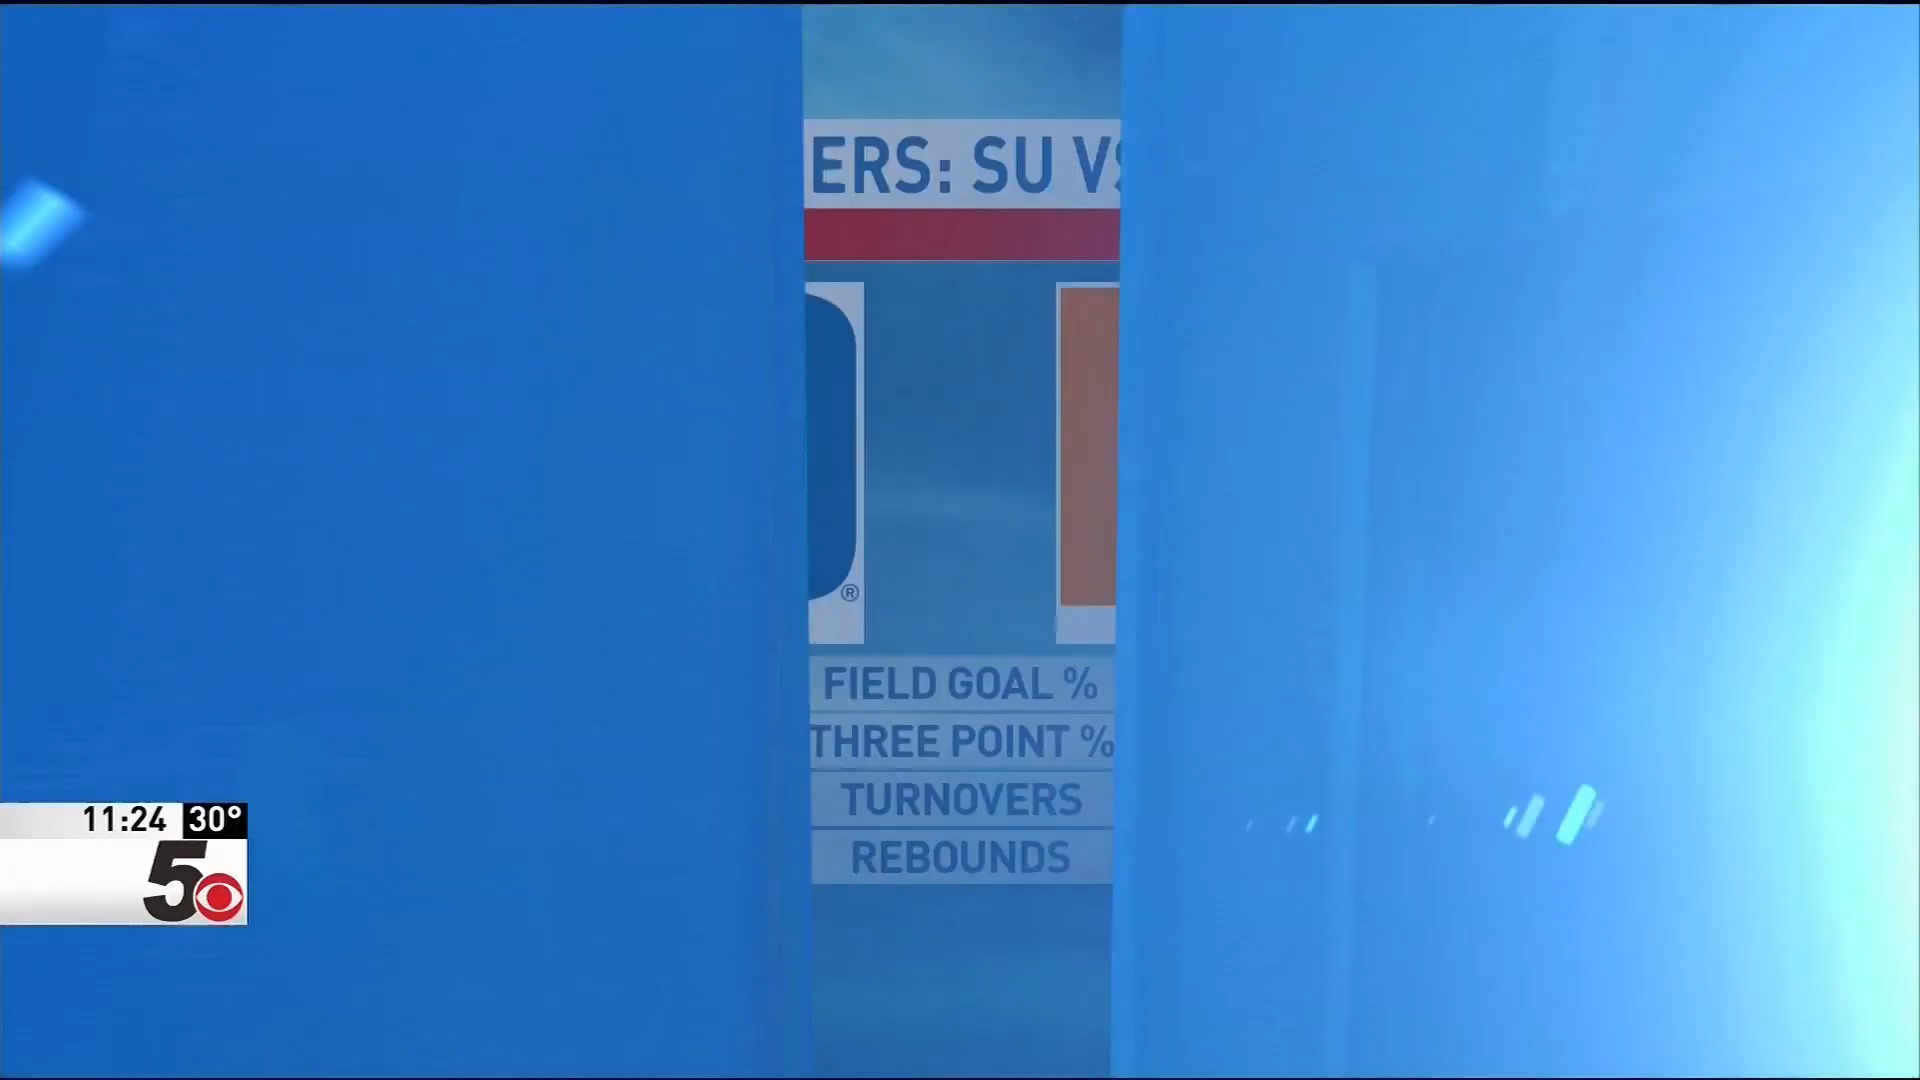 ERS: SU VS
®
FIELD GOAL %
THREE POINT %
TURNOVERS
REBOUNDS
11:24 30°
5